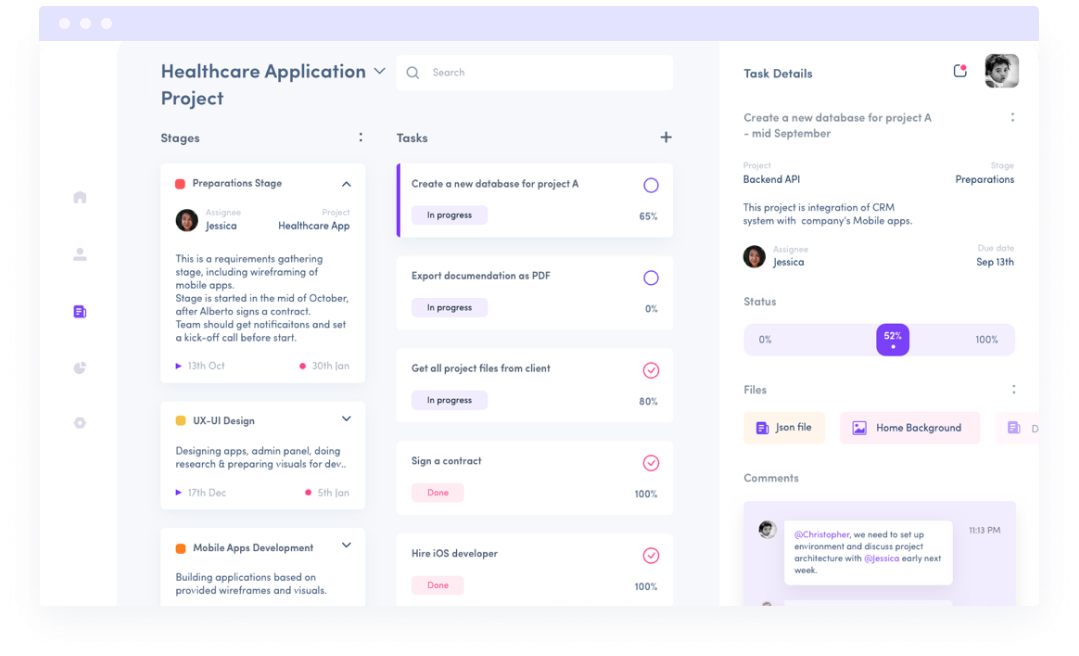 Healthcare Application
Project
Search
Stages
Preparations Stage
Assignee
Jessica
Project
Healthcare App
This is a requirements gathering
stage, including wireframing of
mobile apps.
Stage is started in the mid of October,
after Alberto signs a contract.
Team should get notificaitons and set
a kick-off call before start.
13th Oct
30th Jan
UX-UI Design
Designing apps, admin panel, doing
research & preparing visuals for dev..
17th Dec
5th Jan
Mobile Apps Development
Building applications based on
provided wireframes and visuals.
Tasks
Create a new database for project A
In progress
65%
Export documendation as PDF
In progress
0%
Get all project files from client
In progress
80%
Sign a contract
Done
100%
Hire iOS developer
Done
100%
Task Details
Create a new database for project A
- mid September
Project
Backend API
Stage
Preparations
This project is integration of CRM
system with company's Mobile apps.
Assignee
Jessica
Due date
Sep 13th
Status
0%
52%
100%
Files
Json file
Home Background
D
Comments
@Christopher, we need to set up
environment and discuss project
architecture with @Jessica early next
week.
11:13 PM